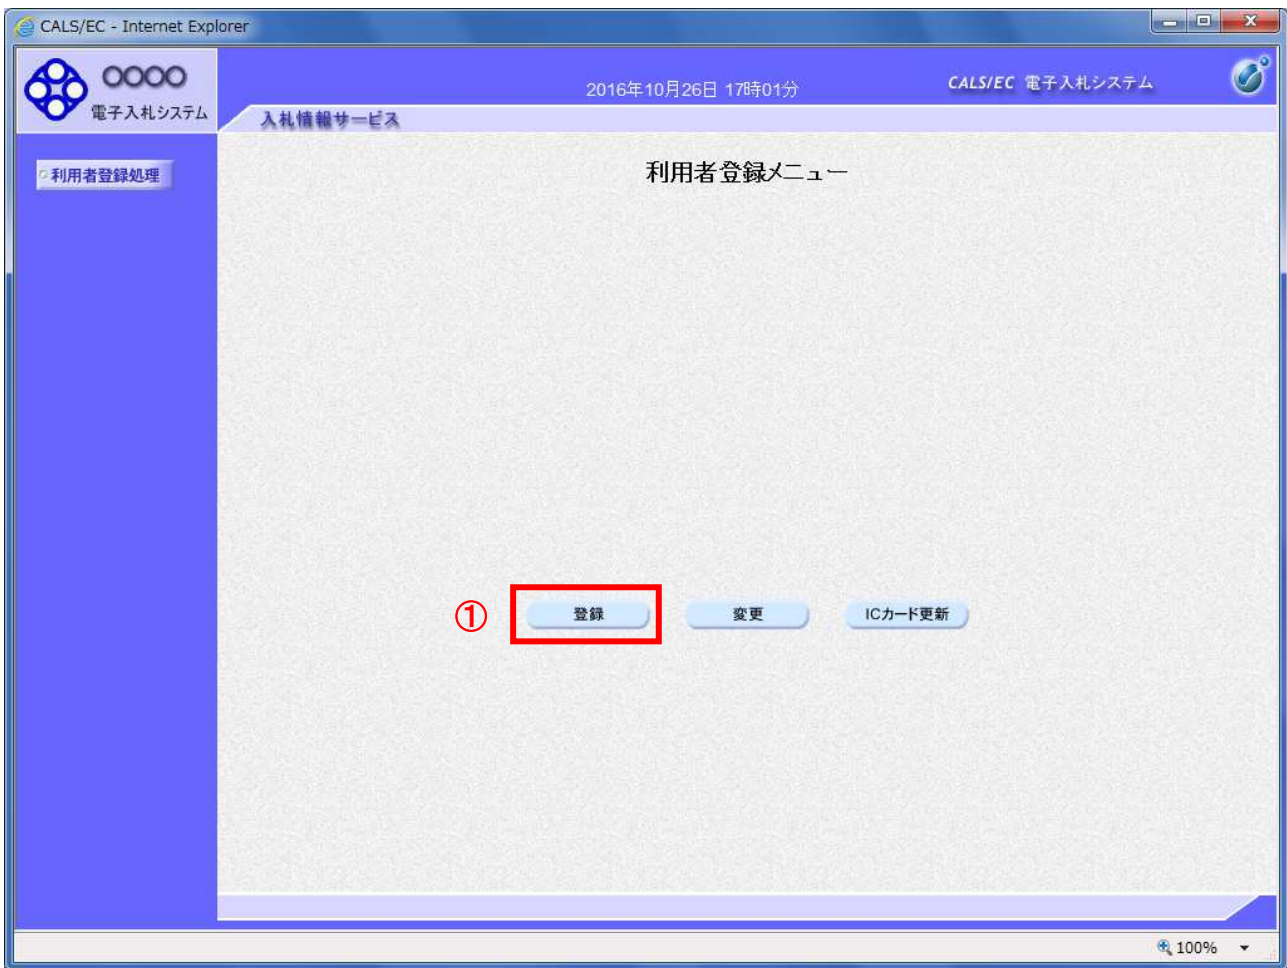 CALS/EC - Internet Explorer
○○○○
電子入札システム
2016年10月26日 17時01分
CALS/EC 電子入札システム
入札情報サービス
利用者登録処理
利用者登録メニュー
① 登録 変更 ICカード更新
100%